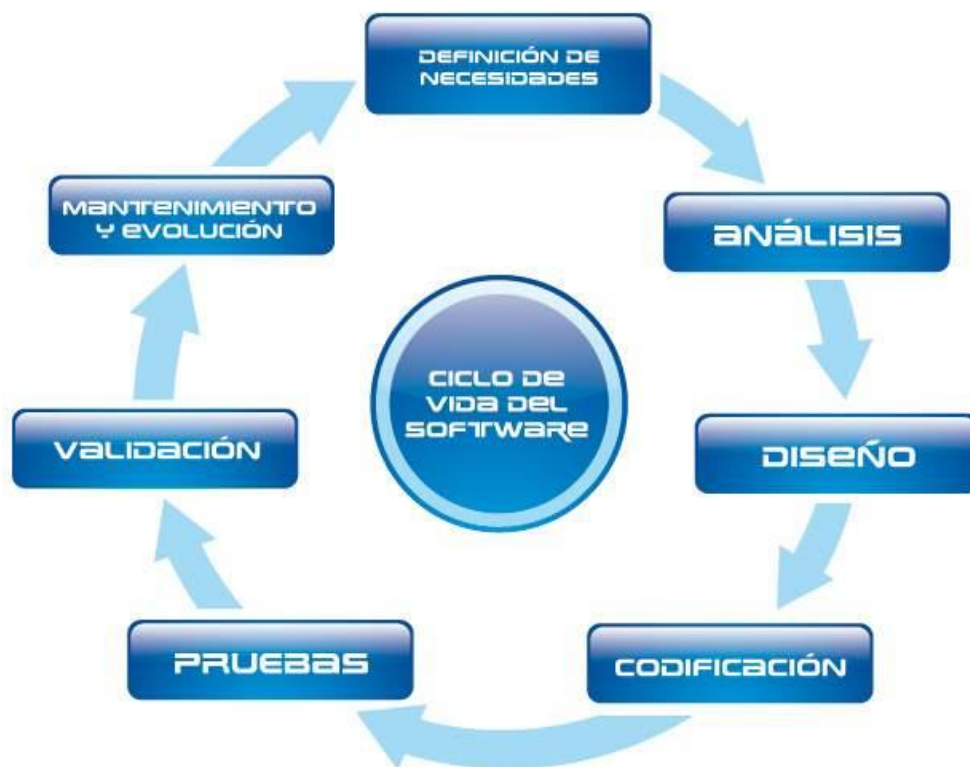 DEFINICIÓN DE
NECESIDADES
ANÁLISIS
DISEÑO
CODIFICACIÓN
PRUEBAS
VALIDACIÓN
MANTENIMIENTO
Y EVOLUCIÓN
CICLO DE
VIDA DEL
SOFTWARE